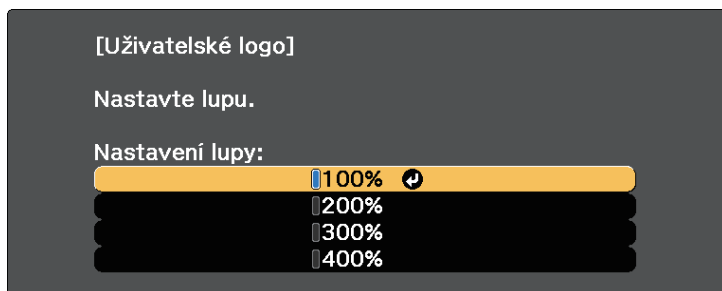 [Uživatelské logo]
Nastavte lupu.
Nastavení lupy:
100%
200%
300%
400%